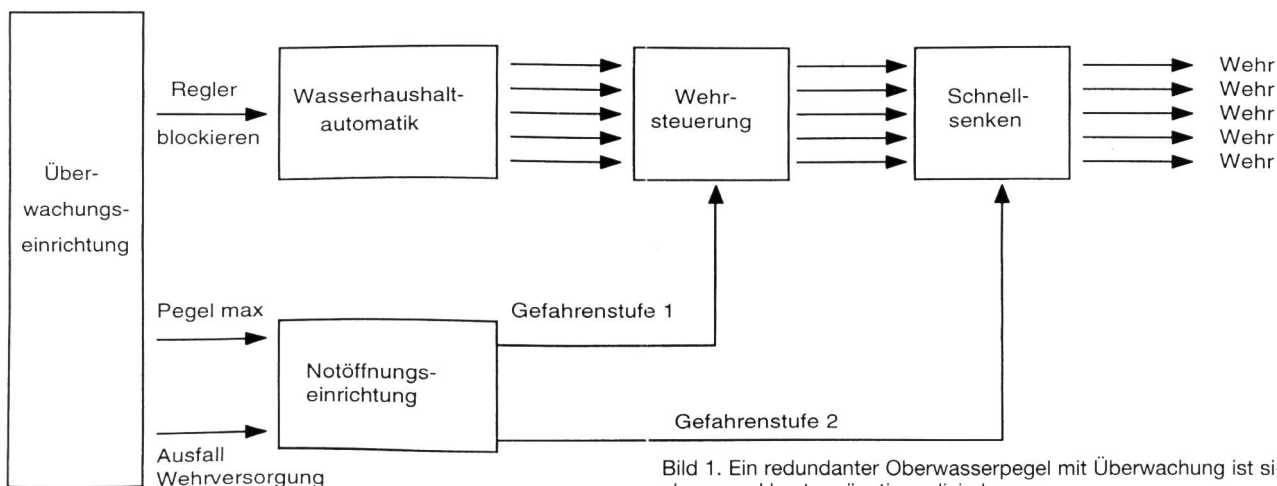 Über-
wachungs-
einrichtung
Regler
blockieren
Wasserhaushalt-
automatik
Wehr-
steuerung
Schnell-
senken
Wehr
Wehr
Wehr
Wehr
Wehr
Pegel max
Ausfall
Wehrversorgung
Notöffnungs-
einrichtung
Gefahrenstufe 1
Gefahrenstufe 2
Bild 1. Ein redundanter Oberwasserpegel mit Überwachung ist si-